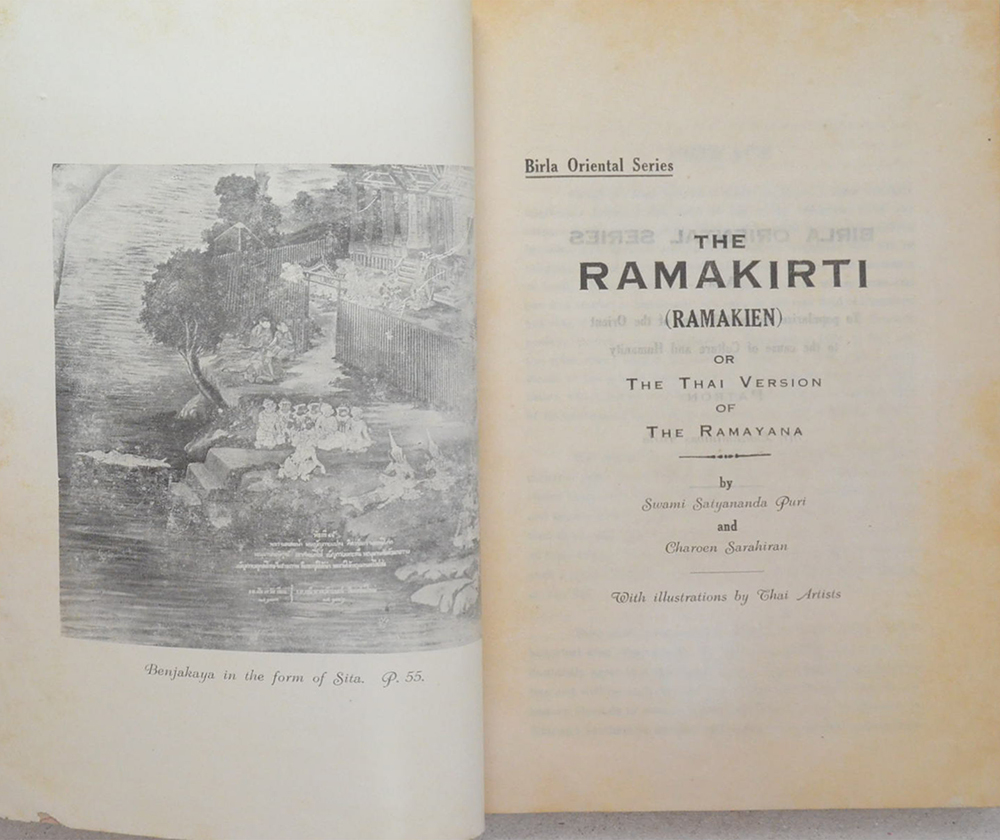 Benjakaya in the form of Sita. P. 55.
Birla Oriental Series
THE
RAMAKIRTI
(RAMAKIEN)
OR
THE THAI VERSION
OF
THE RAMAYANA
by
Swami Satyananda Puri
and
Charoen Sarahiran
With illustrations by Thai Artists